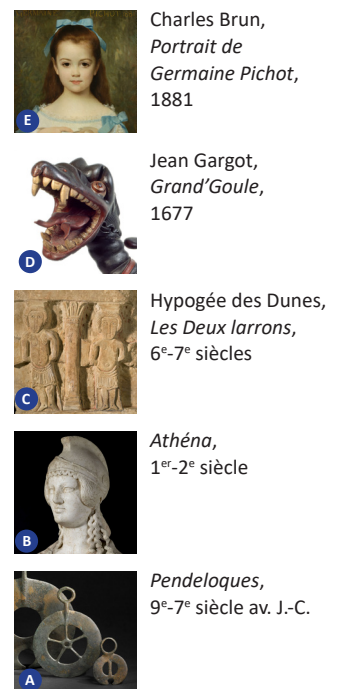 E
Charles Brun,
Portrait de
Germaine Pichot,
1881
D
Jean Gargot,
Grand’Goule,
1677
C
Hypogée des Dunes,
Les Deux larrons,
6e-7e siècles
B
Athéna,
1er-2e siècle
A
Pendeloques,
9e-7e siècle av. J.-C.